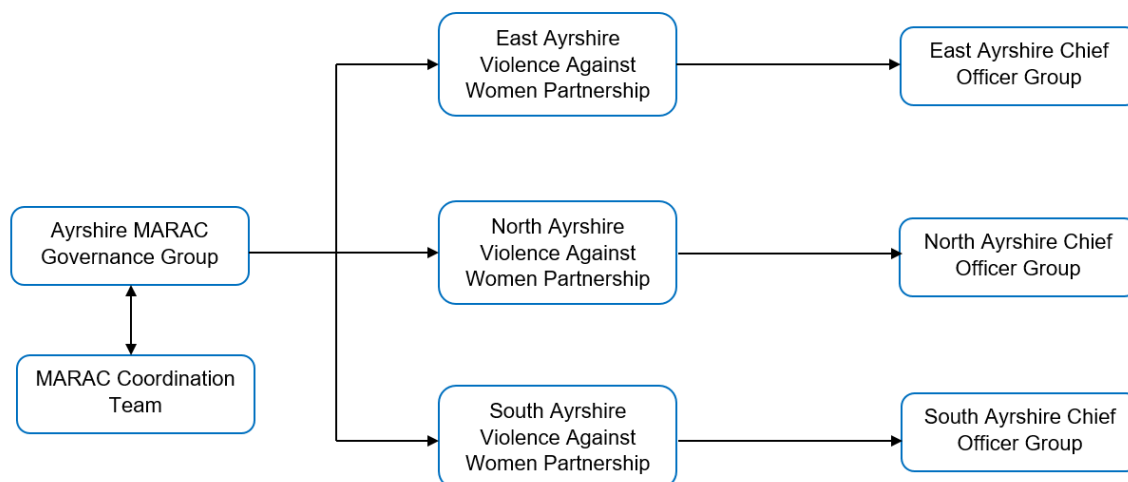 East Ayrshire
Violence Against
Women Partnership
East Ayrshire Chief
Officer Group
Ayrshire MARAC
Governance Group
North Ayrshire
Violence Against
Women Partnership
North Ayrshire Chief
Officer Group
MARAC Coordination
Team
South Ayrshire
Violence Against
Women Partnership
South Ayrshire Chief
Officer Group